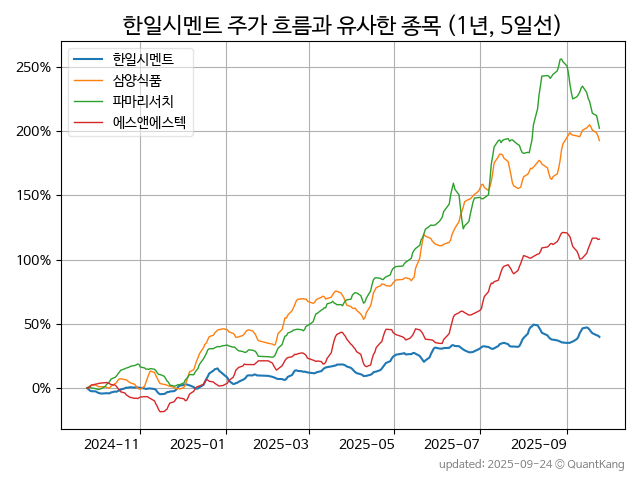 한일시멘트 주가 흐름과 유사한 종목 (1년, 5일선)
한일시멘트
삼양식품
파마리서치
에스앤에스텍
250%
200%
150%
100%
50%
0%
2024-11 2025-01 2025-03 2025-05 2025-07 2025-09
updated: 2025-09-24 © QuantKang